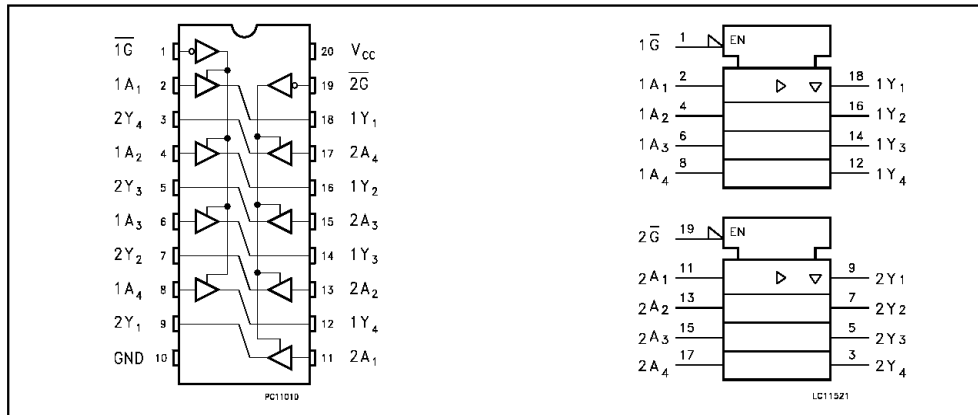 1G̅ 1 20 V_CC
1A₁ 2 19 2G̅
2Y₄ 3 18 1Y₁
1A₂ 4 17 2A₄
2Y₃ 5 16 1Y₂
1A₃ 6 15 2A₃
2Y₂ 7 14 1Y₃
1A₄ 8 13 2A₂
2Y₁ 9 12 1Y₄
GND 10 11 2A₁
PC11010
1G̅ 1 EN
1A₁ 2 18 1Y₁
1A₂ 4 16 1Y₂
1A₃ 6 14 1Y₃
1A₄ 8 12 1Y₄
2G̅ 19 EN
2A₁ 11 9 2Y₁
2A₂ 13 7 2Y₂
2A₃ 15 5 2Y₃
2A₄ 17 3 2Y₄
LC11521